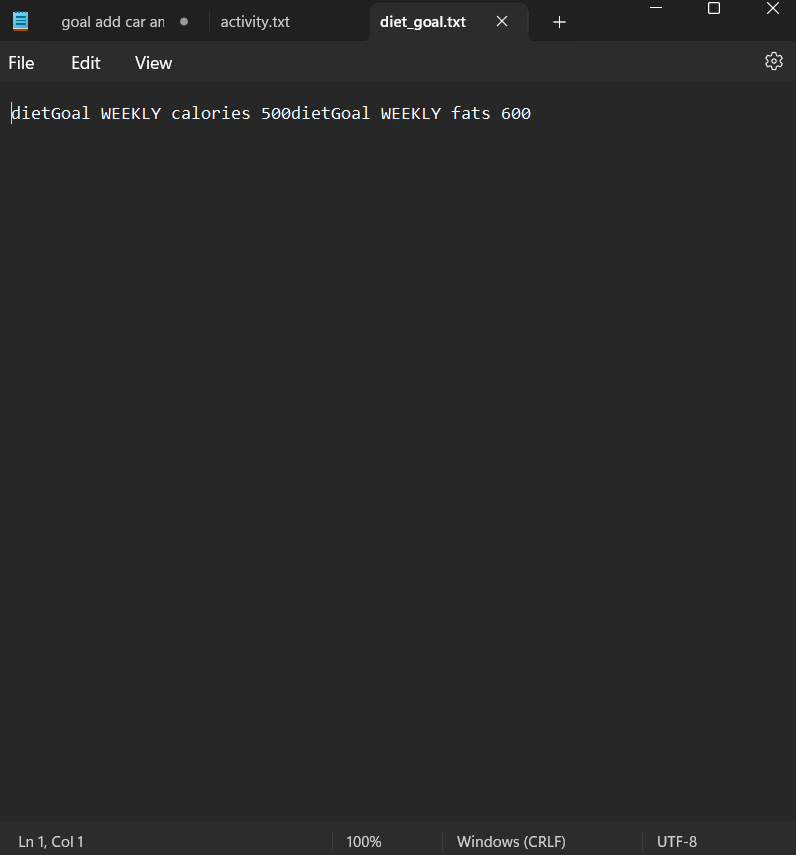 goal add car an
activity.txt
diet_goal.txt
File Edit View
dietGoal WEEKLY calories 500dietGoal WEEKLY fats 600
Ln 1, Col 1
100%
Windows (CRLF)
UTF-8